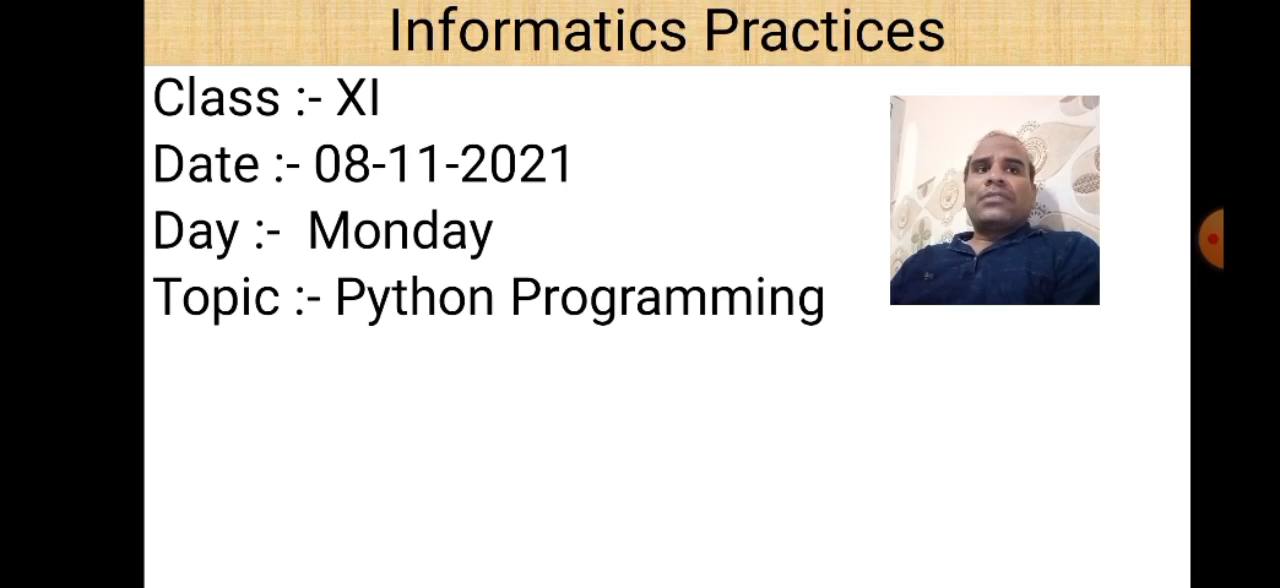 Informatics Practices
Class :- XI
Date :- 08-11-2021
Day :-  Monday
Topic :- Python Programming